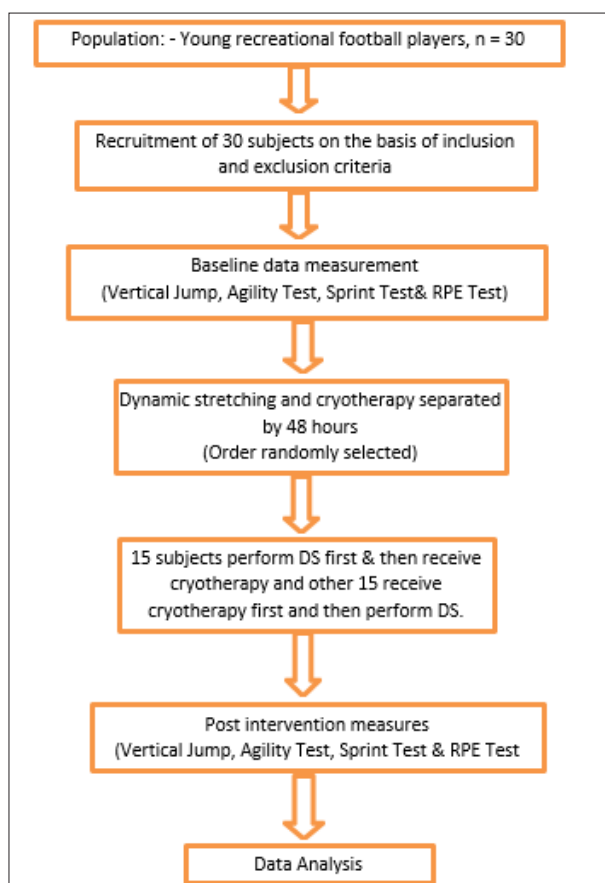 Population: - Young recreational football players, n = 30
Recruitment of 30 subjects on the basis of inclusion
and exclusion criteria
Baseline data measurement
(Vertical Jump, Agility Test, Sprint Test& RPE Test)
Dynamic stretching and cryotherapy separated
by 48 hours
(Order randomly selected)
15 subjects perform DS first & then receive
cryotherapy and other 15 receive
cryotherapy first and then perform DS.
Post intervention measures
(Vertical Jump, Agility Test, Sprint Test & RPE Test
Data Analysis